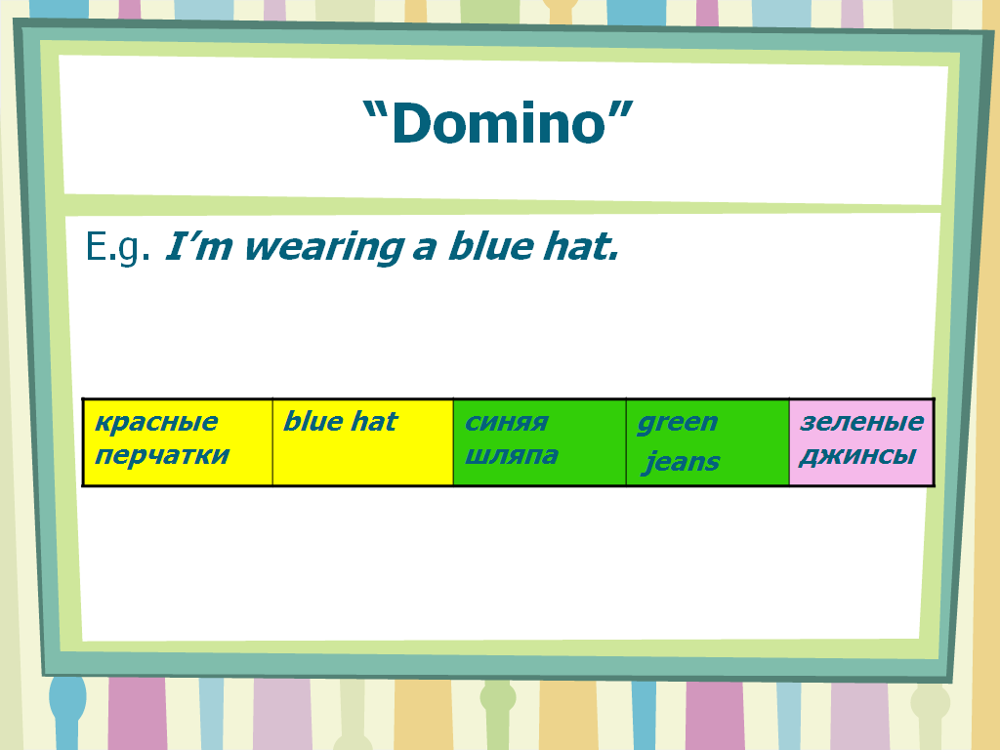 “Domino”
E.g. I’m wearing a blue hat.
красные
перчатки
blue hat
синяя
шляпа
green
jeans
зеленые
джинсы